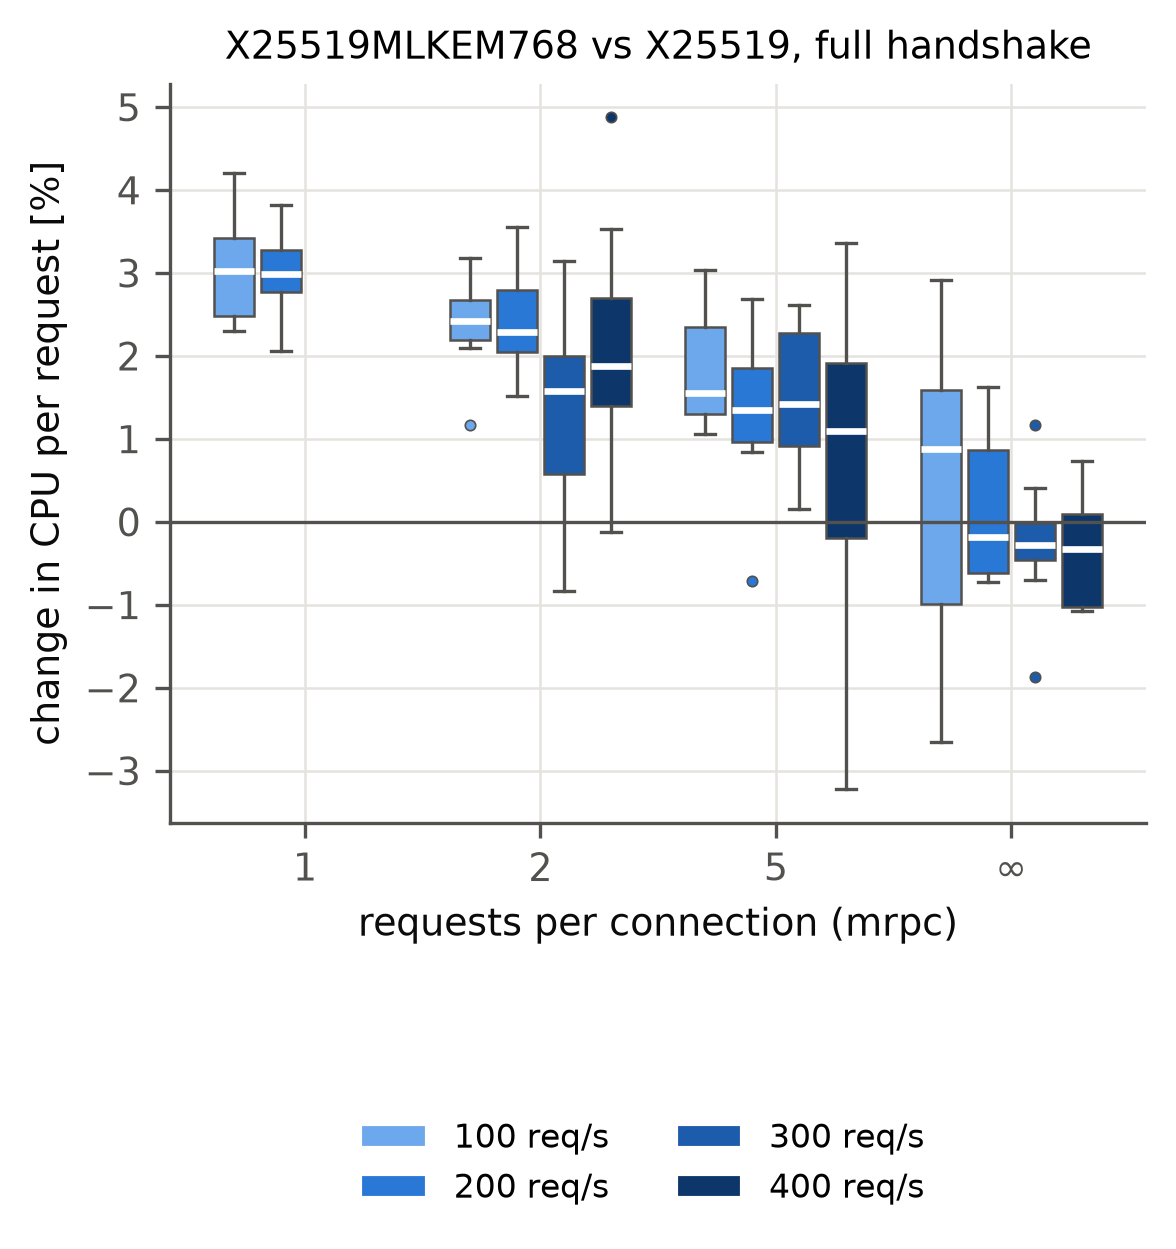 X25519MLKEM768 vs X25519, full handshake
change in CPU per request [%]
5
4
3
2
1
0
−1
−2
−3
1 2 5 ∞
requests per connection (mrpc)
100 req/s 300 req/s
200 req/s 400 req/s